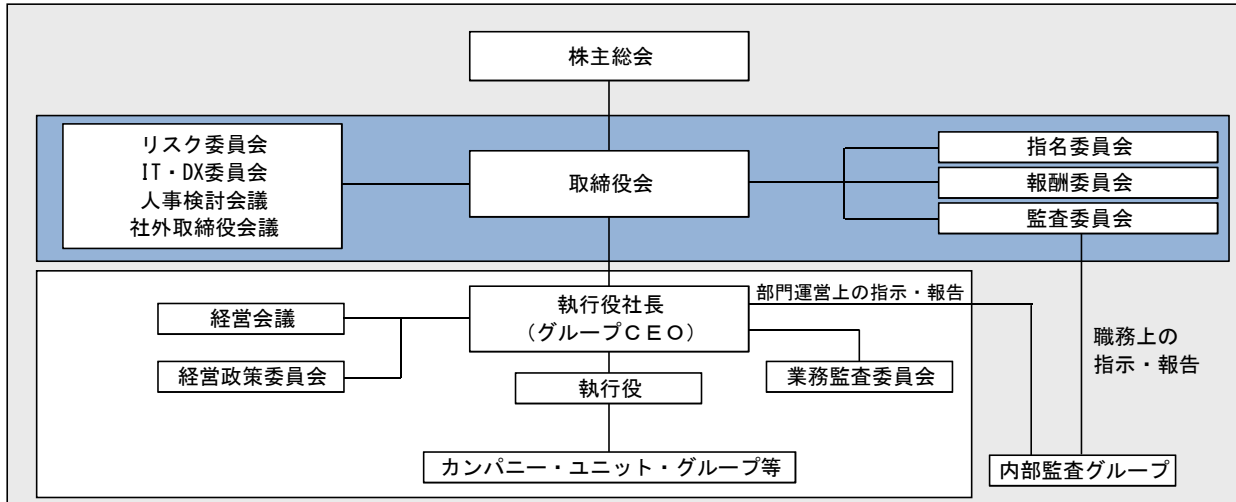 株主総会
リスク委員会
IT・DX委員会
人事検討会議
社外取締役会議
取締役会
指名委員会
報酬委員会
監査委員会
執行役社長
（グループＣＥＯ）
部門運営上の指示・報告
経営会議
経営政策委員会
業務監査委員会
職務上の
指示・報告
執行役
カンパニー・ユニット・グループ等
内部監査グループ